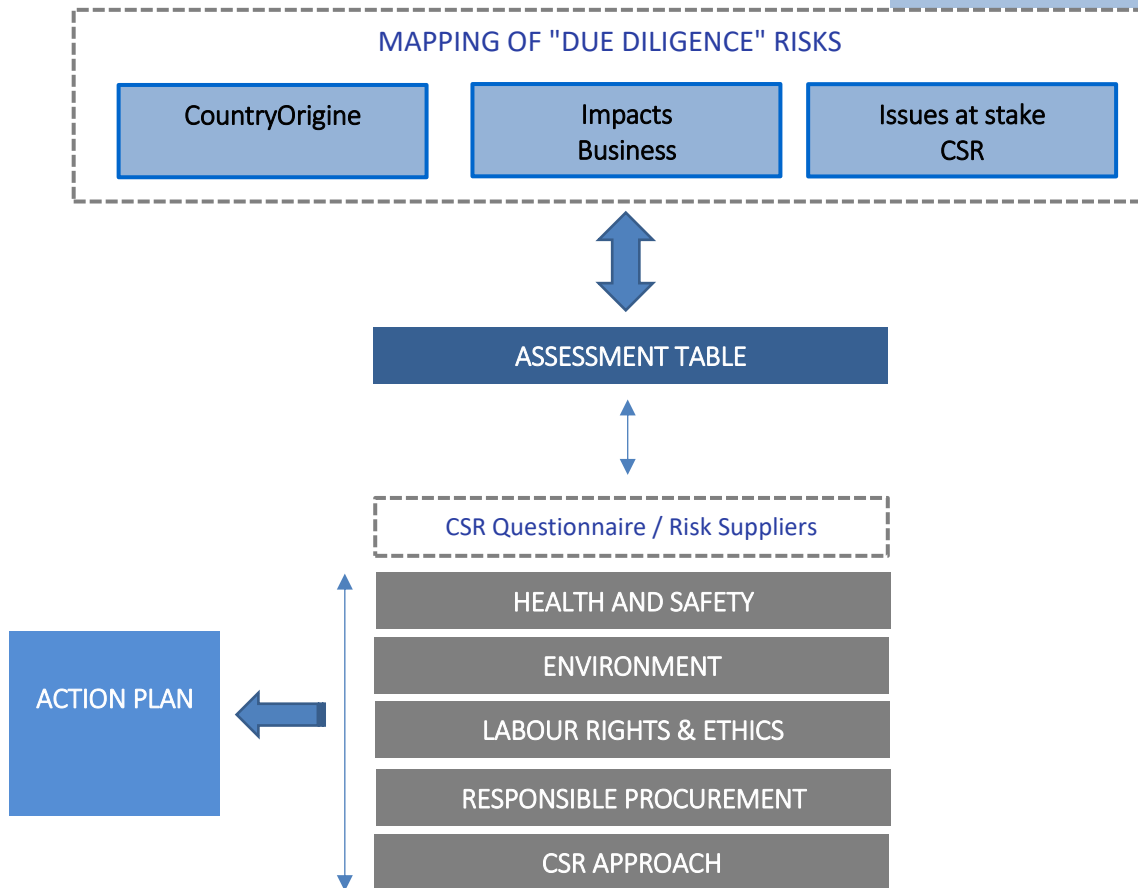 MAPPING OF "DUE DILIGENCE" RISKS
CountryOrigine
Impacts
Business
Issues at stake
CSR
ASSESSMENT TABLE
CSR Questionnaire / Risk Suppliers
HEALTH AND SAFETY
ENVIRONMENT
ACTION PLAN
LABOUR RIGHTS & ETHICS
RESPONSIBLE PROCUREMENT
CSR APPROACH